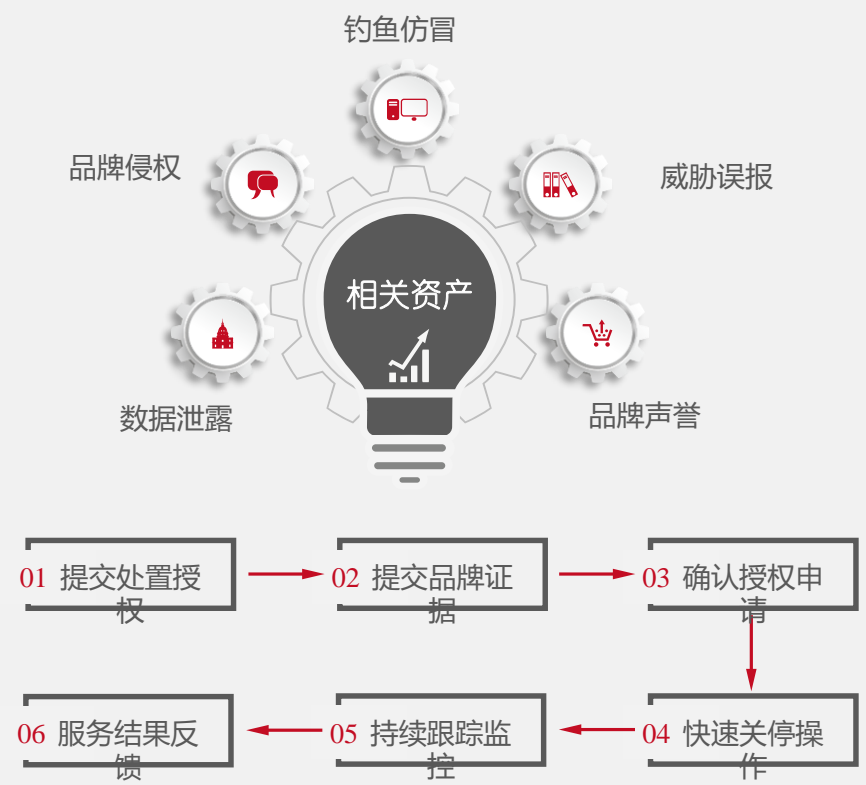 钓鱼仿冒
品牌侵权
威胁误报
相关资产
数据泄露
品牌声誉
01 提交处置授
权
02 提交品牌证
据
03 确认授权申
请
04 快速关停操
作
05 持续跟踪监
控
06 服务结果反
馈